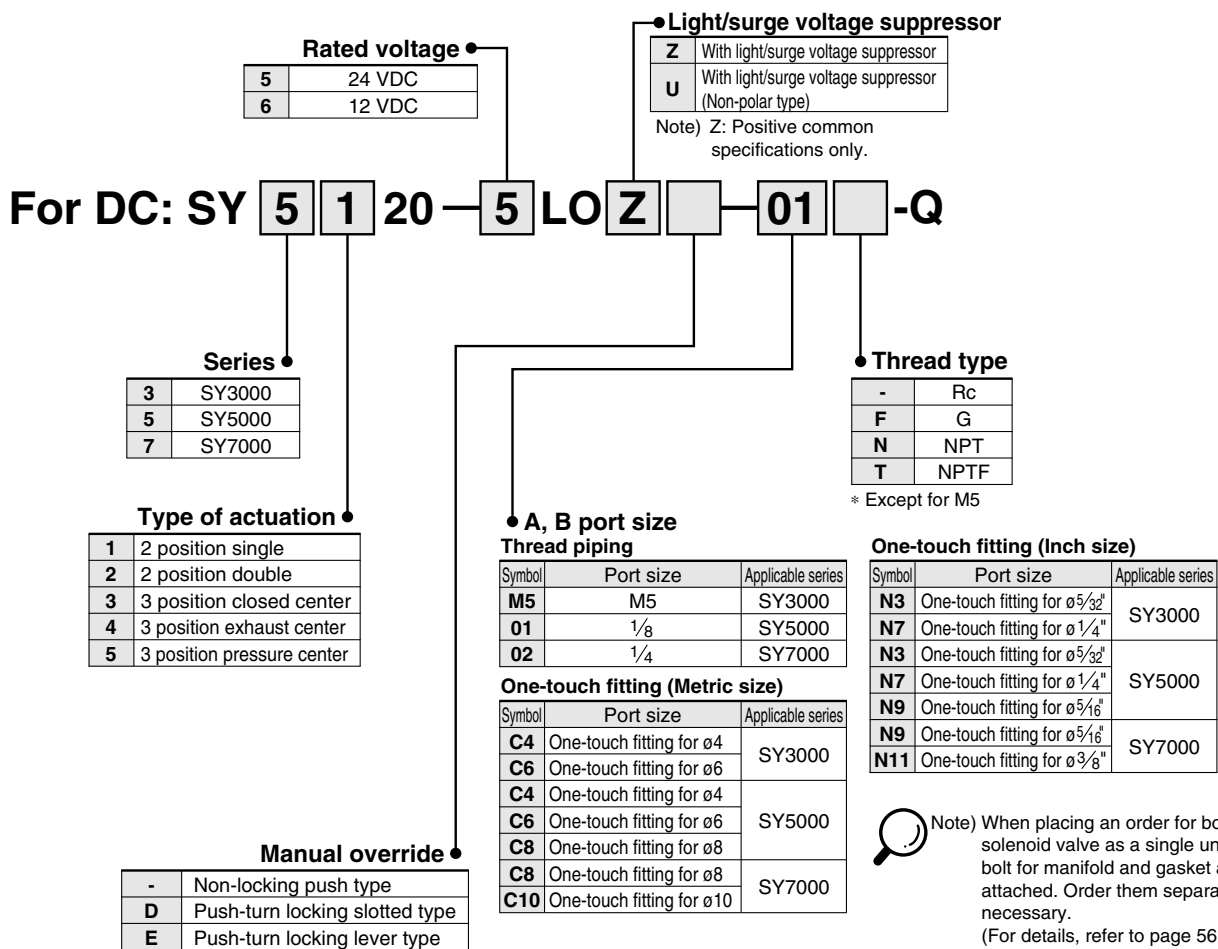 Light/surge voltage suppressor
Z With light/surge voltage suppressor
U With light/surge voltage suppressor
(Non-polar type)
Note) Z: Positive common
specifications only.
Rated voltage
5 24 VDC
6 12 VDC
For DC: SY 5 1 20 — 5 LO Z — 01 -Q
Series
3 SY3000
5 SY5000
7 SY7000
Type of actuation
1 2 position single
2 2 position double
3 3 position closed center
4 3 position exhaust center
5 3 position pressure center
Manual override
- Non-locking push type
D Push-turn locking slotted type
E Push-turn locking lever type
A, B port size
Thread piping
Symbol Port size Applicable series
M5 M5 SY3000
01 1/8 SY5000
02 1/4 SY7000
One-touch fitting (Metric size)
Symbol Port size Applicable series
C4 One-touch fitting for ø4
SY3000
C6 One-touch fitting for ø6
C4 One-touch fitting for ø4
C6 One-touch fitting for ø6 SY5000
C8 One-touch fitting for ø8
C8 One-touch fitting for ø8
SY7000
C10 One-touch fitting for ø10
Thread type
- Rc
F G
N NPT
T NPTF
* Except for M5
One-touch fitting (Inch size)
Symbol Port size Applicable series
N3 One-touch fitting for ø5/32"
SY3000
N7 One-touch fitting for ø1/4"
N3 One-touch fitting for ø5/32"
N7 One-touch fitting for ø1/4" SY5000
N9 One-touch fitting for ø5/16"
N9 One-touch fitting for ø5/16"
SY7000
N11 One-touch fitting for ø3/8"
Note) When placing an order for
solenoid valve as a single
bolt for manifold and gasket
attached. Order them
necessary.
(For details, refer to page 56